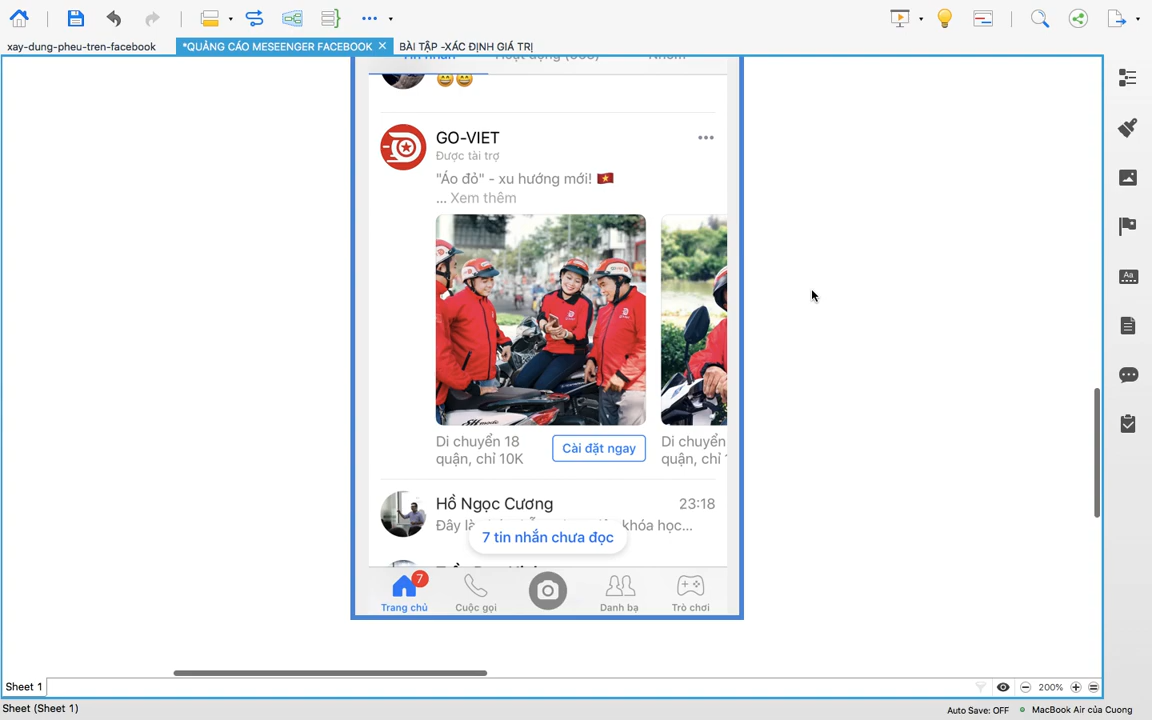 xay-dung-pheu-tren-facebook
*QUẢNG CÁO MESEENGER FACEBOOK ×
BÀI TẬP -XÁC ĐỊNH GIÁ TRỊ
Tin nhắn
Nhóm
GO-VIET
Được tài trợ
"Áo đỏ" - xu hướng mới! 🇻🇳
... Xem thêm
Di chuyển 18
quận, chỉ 10K
Cài đặt ngay
Di chuyển
quận, chỉ
Hồ Ngọc Cương
23:18
Đây là
khóa học...
7 tin nhắn chưa đọc
7
Trang chủ
Cuộc gọi
Danh bạ
Trò chơi
Sheet 1
200%
Sheet (Sheet 1)
Auto Save: OFF
MacBook Air của Cuong